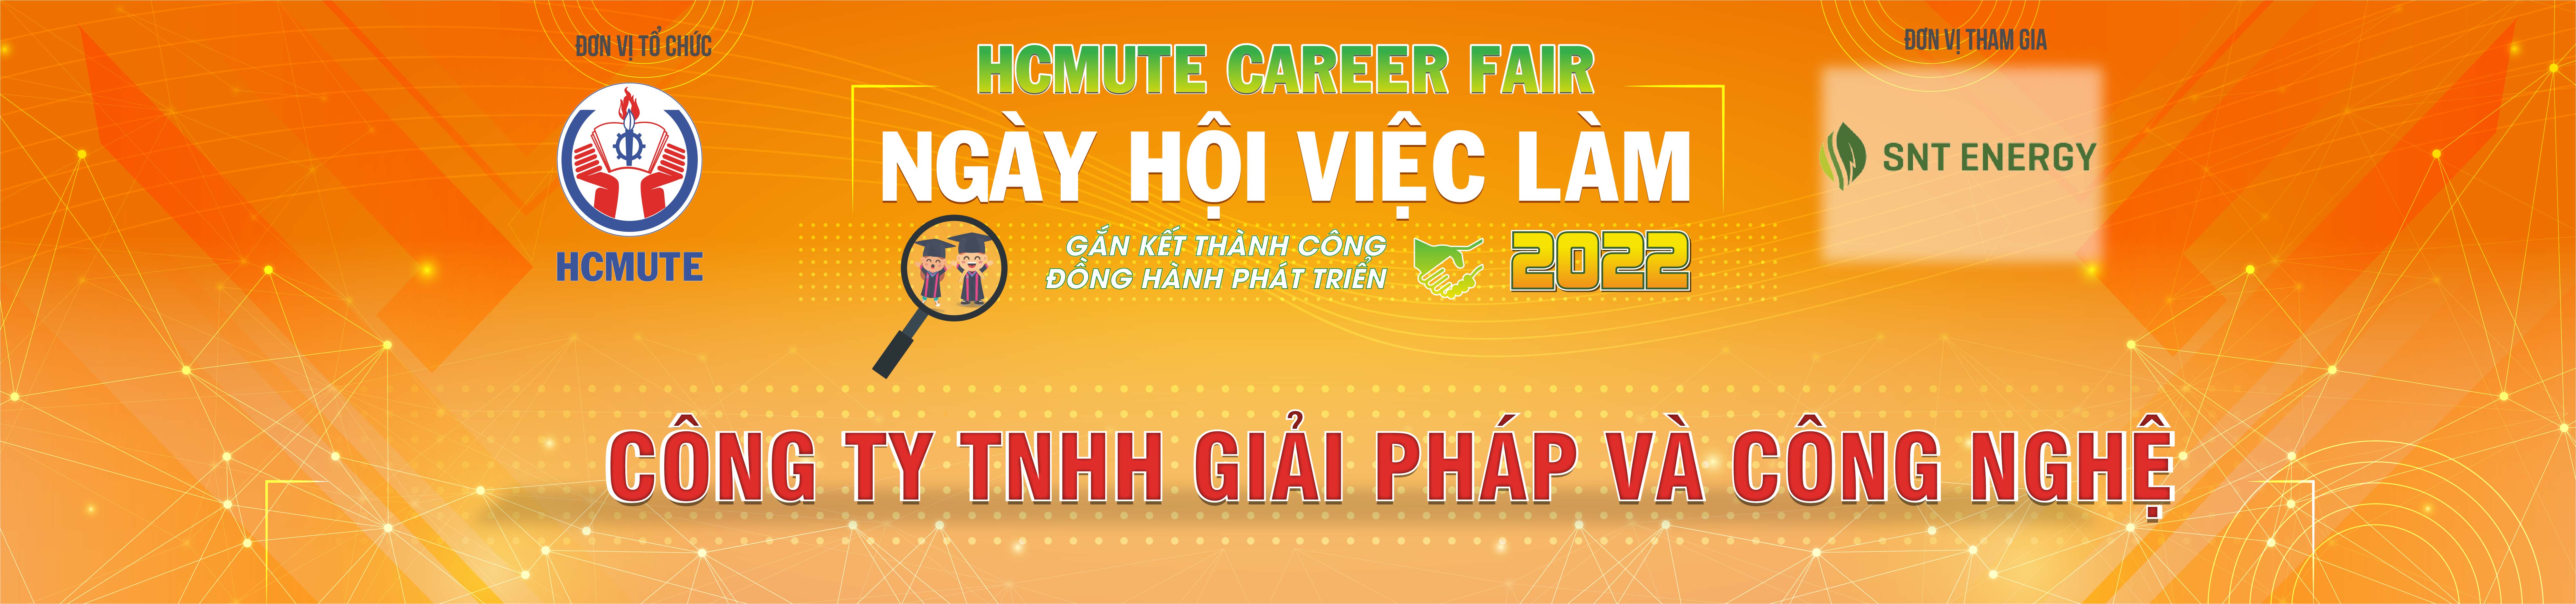 ĐƠN VỊ TỔ CHỨC
HCMUTE
HCMUTE CAREER FAIR
NGÀY HỘI VIỆC LÀM
GẮN KẾT THÀNH CÔNG
ĐỒNG HÀNH PHÁT TRIỂN
2022
ĐƠN VỊ THAM GIA
SNT ENERGY
CÔNG TY TNHH GIẢI PHÁP VÀ CÔNG NGHỆ